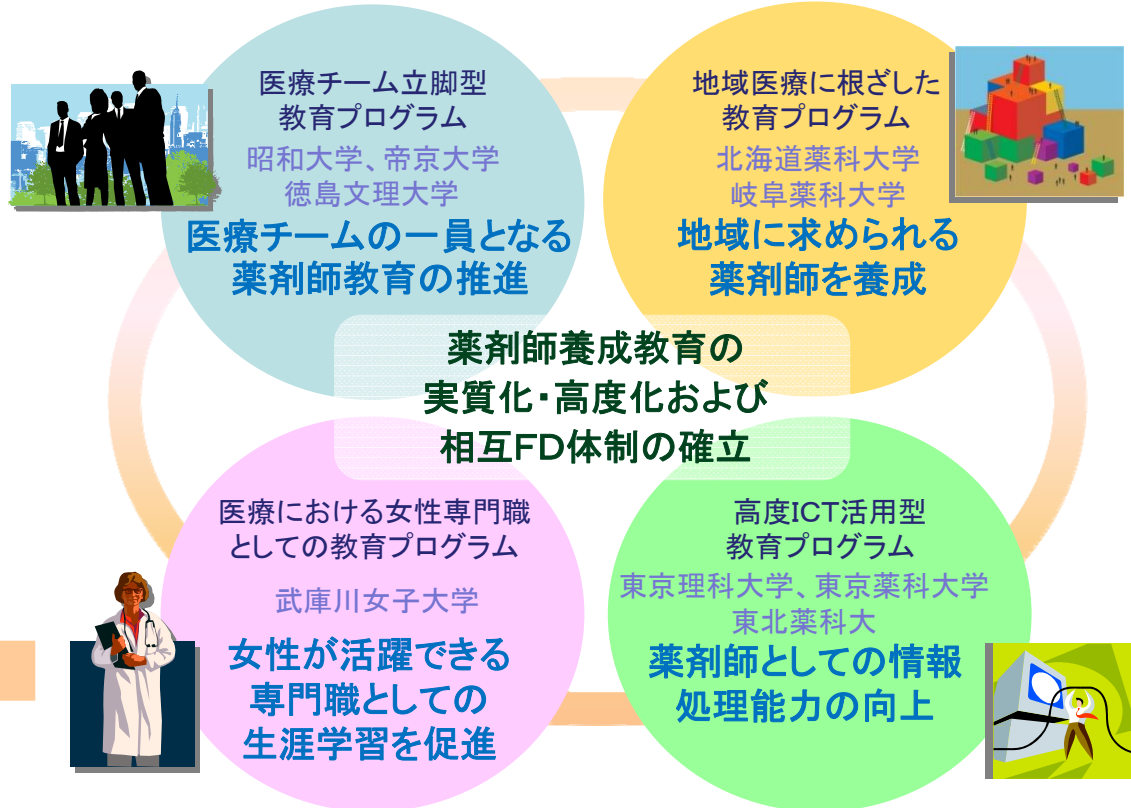 医療チーム立脚型
教育プログラム
昭和大学、帝京大学
徳島文理大学
医療チームの一員となる
薬剤師教育の推進
地域医療に根ざした
教育プログラム
北海道薬科大学
岐阜薬科大学
地域に求められる
薬剤師を養成
薬剤師養成教育の
実質化・高度化および
相互FD体制の確立
医療における女性専門職
としての教育プログラム
武庫川女子大学
女性が活躍できる
専門職としての
生涯学習を促進
高度ICT活用型
教育プログラム
東京理科大学、東京薬科大学
東北薬科大
薬剤師としての情報
処理能力の向上